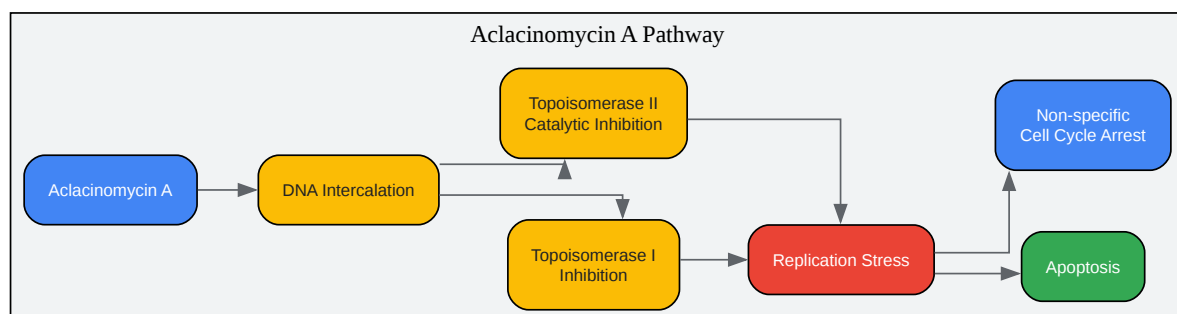 Aclacinomycin A Pathway
Aclacinomycin A
DNA Intercalation
Topoisomerase II
Catalytic Inhibition
Topoisomerase I
Inhibition
Replication Stress
Non-specific
Cell Cycle Arrest
Apoptosis